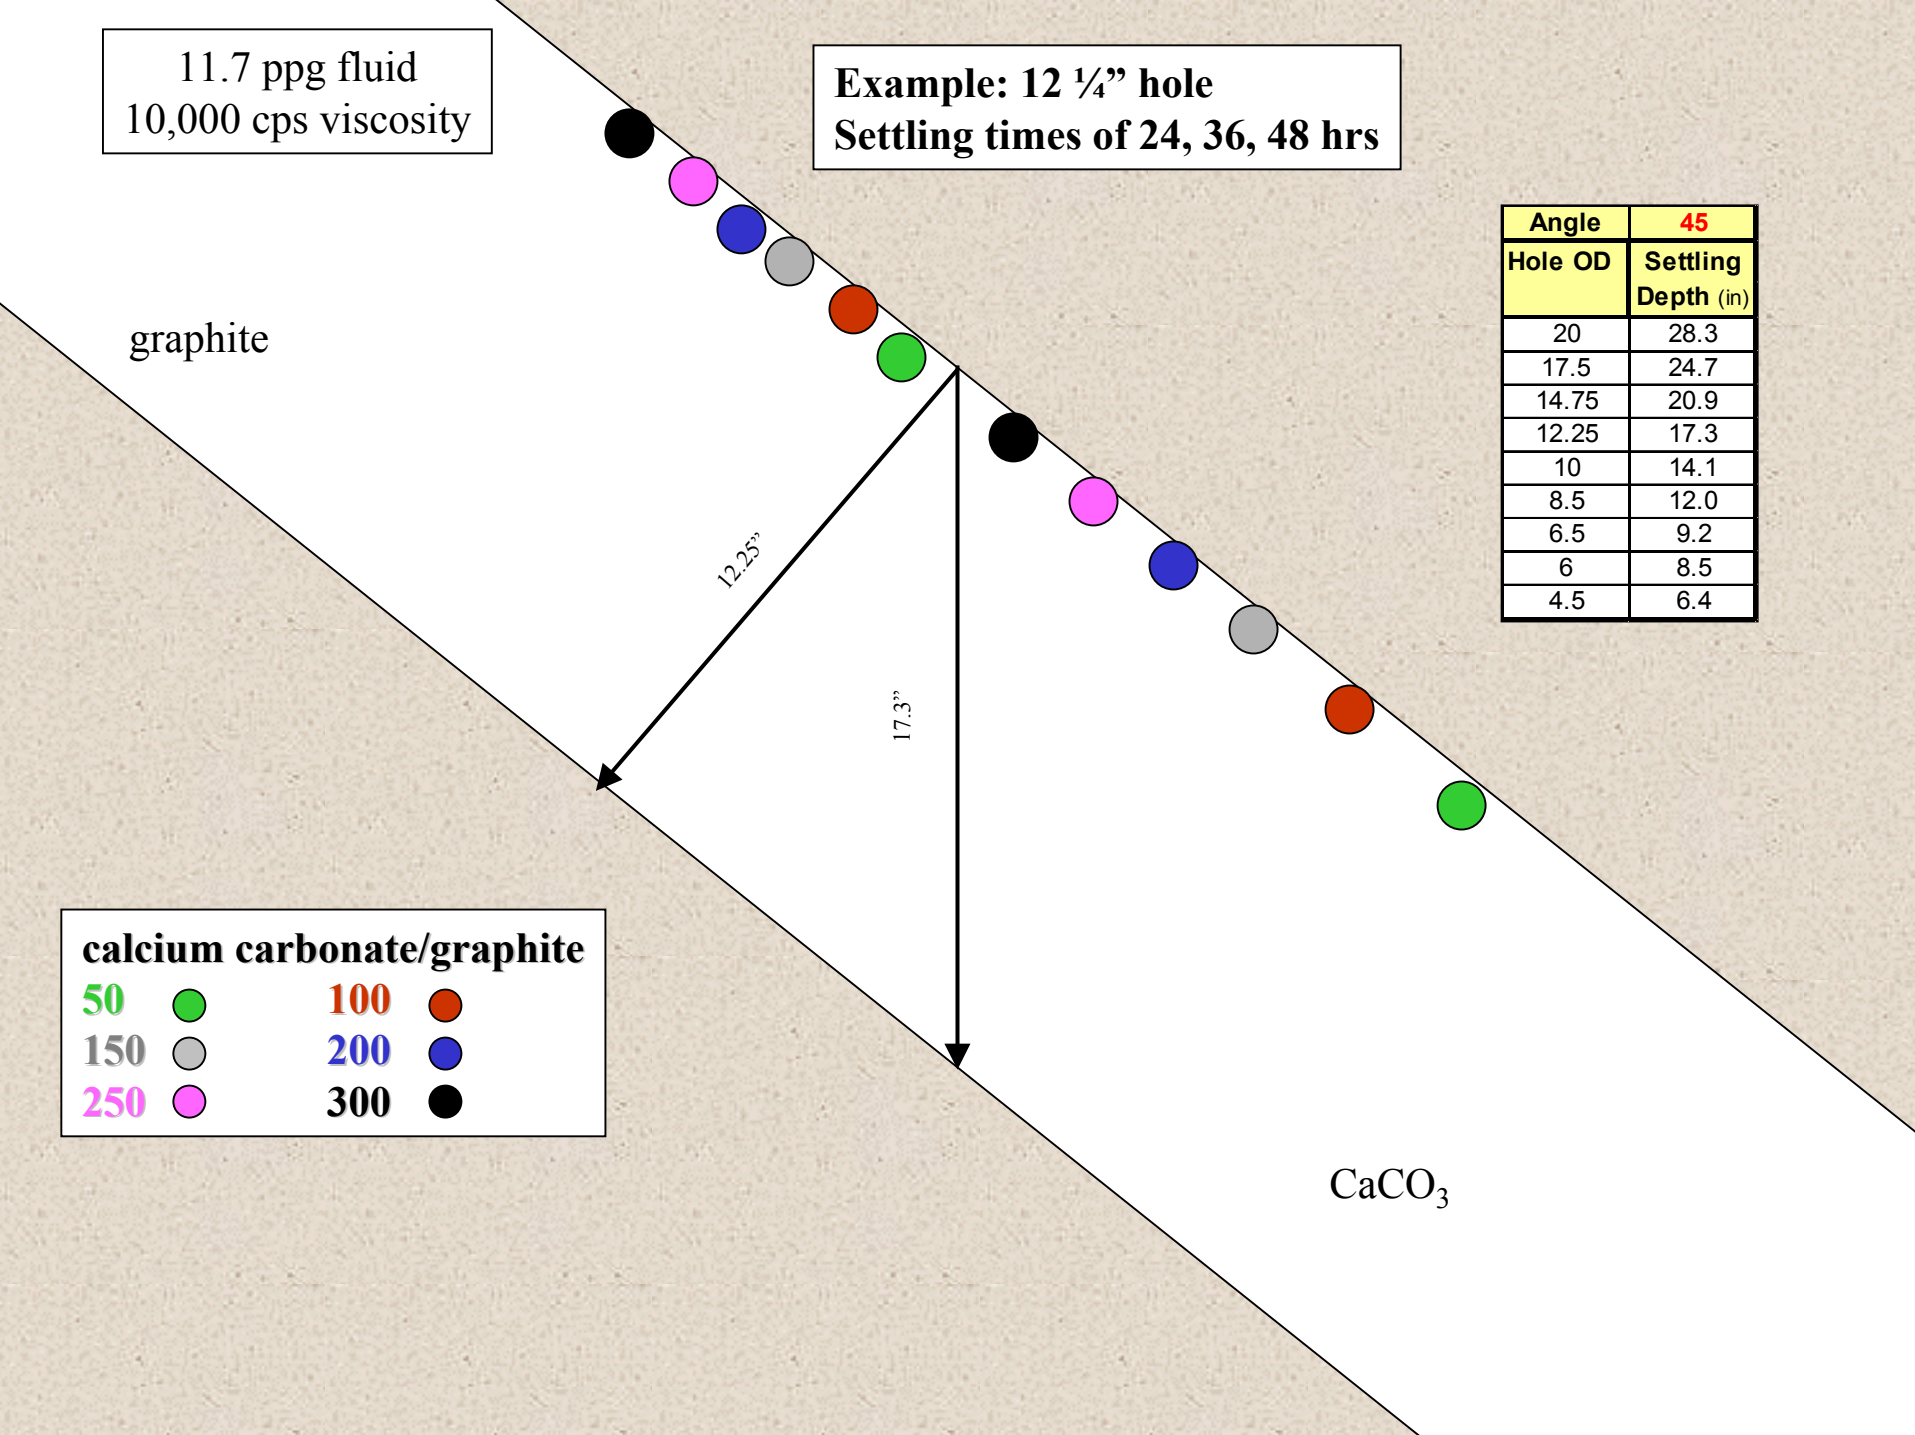 11.7 ppg fluid
10,000 cps viscosity
Example: 12 ¼” hole
Settling times of 24, 36, 48 hrs
Angle 45
Hole OD Settling
Depth (in)
20 28.3
17.5 24.7
14.75 20.9
12.25 17.3
10 14.1
8.5 12.0
6.5 9.2
6 8.5
4.5 6.4
graphite
12.25”
17.3”
calcium carbonate/graphite
50 100
150 200
250 300
CaCO₃